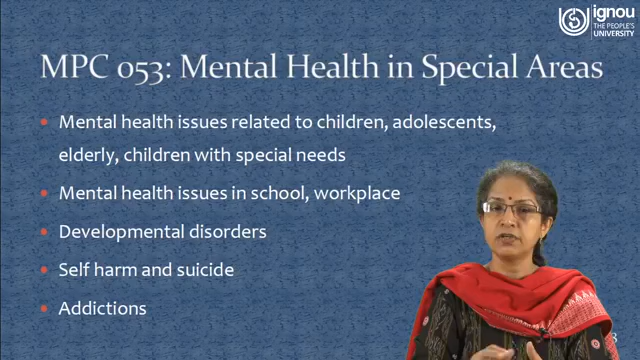 ignou
THE PEOPLE'S
UNIVERSITY
MPC 053: Mental Health in Special Areas
• Mental health issues related to children, adolescents,
elderly, children with special needs
• Mental health issues in school, workplace
• Developmental disorders
• Self harm and suicide
• Addictions
3